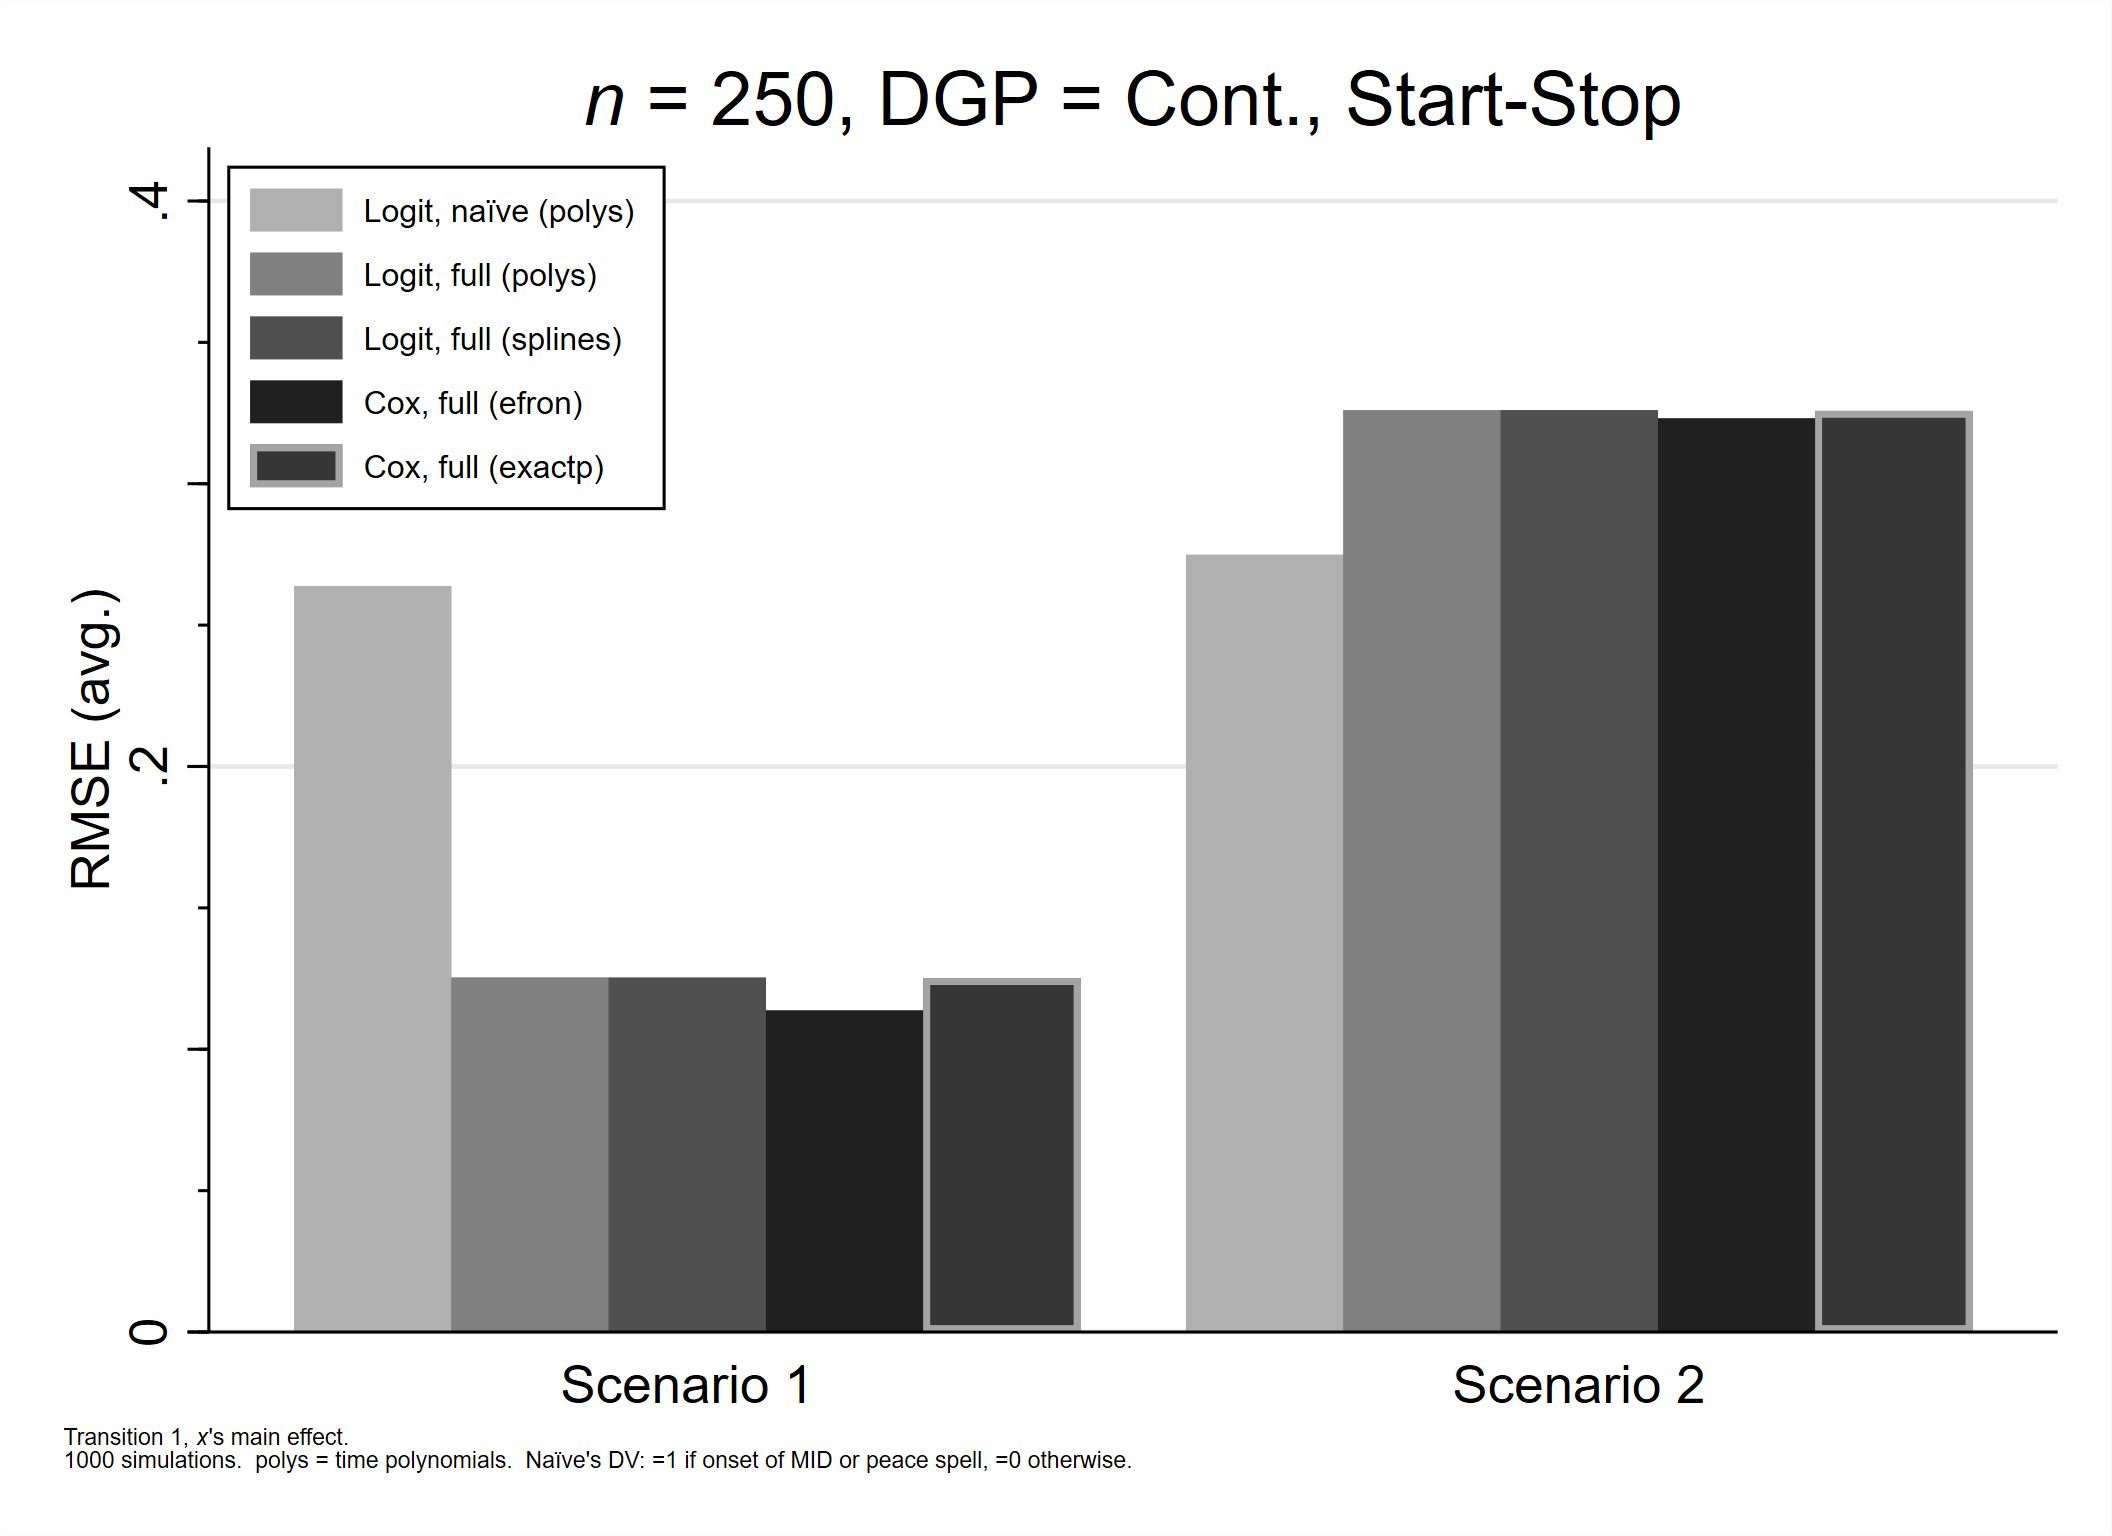 n = 250, DGP = Cont., Start-Stop
Logit, naïve (polys)
Logit, full (polys)
Logit, full (splines)
Cox, full (efron)
Cox, full (exactp)
RMSE (avg.)
.4
.2
0
Scenario 1
Scenario 2
Transition 1, x's main effect.
1000 simulations.  polys = time polynomials.  Naïve's DV: =1 if onset of MID or peace spell, =0 otherwise.